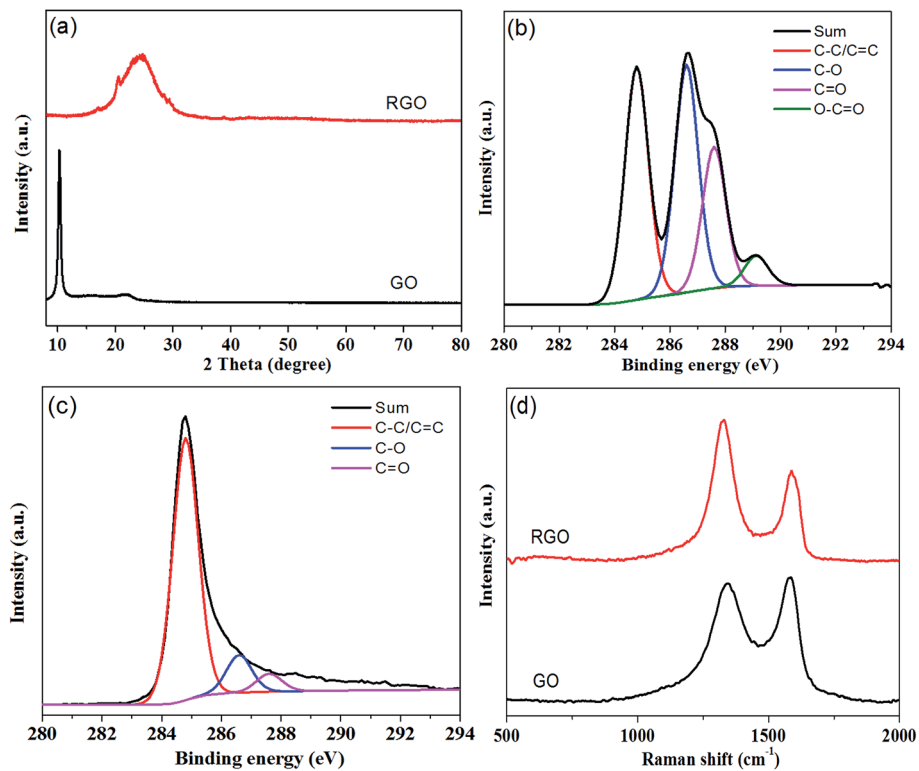 (a)
RGO
GO
Intensity (a.u.)
10 20 30 40 50 60 70 80
2 Theta (degree)
(b)
Sum
C-C/C=C
C-O
C=O
O-C=O
Intensity (a.u.)
280 282 284 286 288 290 292 294
Binding energy (eV)
(c)
Sum
C-C/C=C
C-O
C=O
Intensity (a.u.)
280 282 284 286 288 290 292 294
Binding energy (eV)
(d)
RGO
GO
Intensity (a.u.)
500 1000 1500 2000
Raman shift (cm⁻¹)